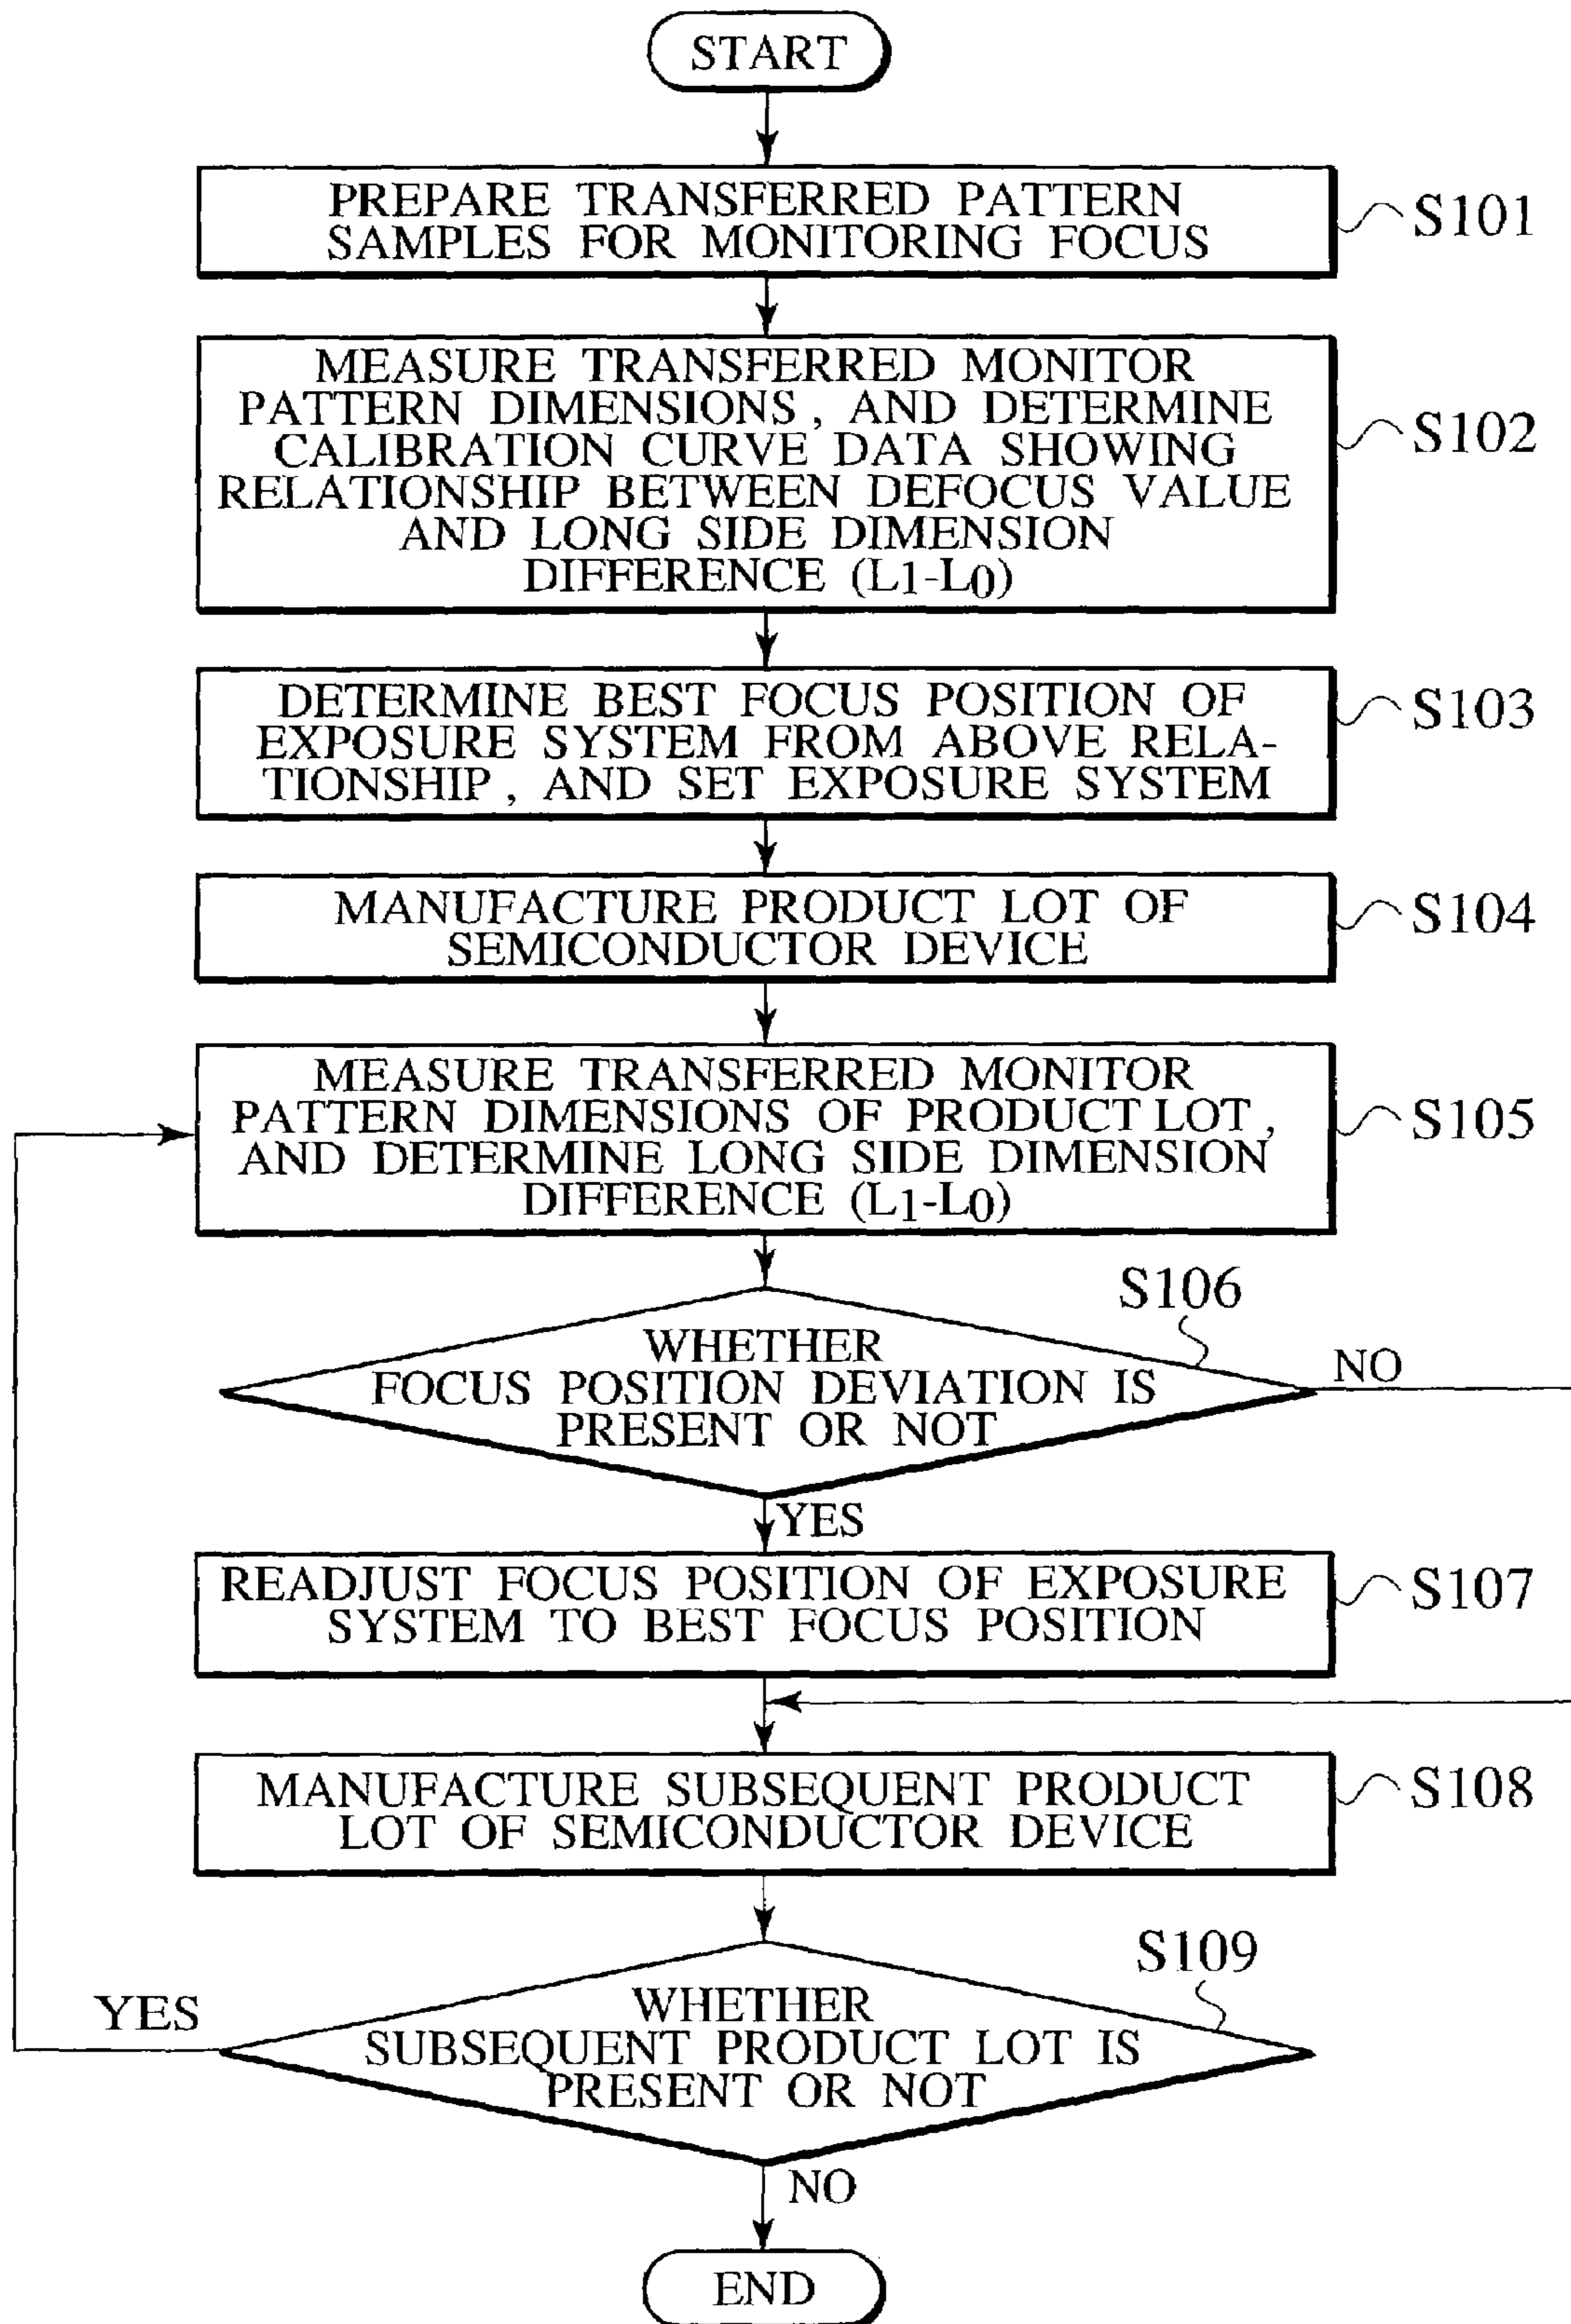 START
PREPARE TRANSFERRED PATTERN
SAMPLES FOR MONITORING FOCUS
S101
MEASURE TRANSFERRED MONITOR
PATTERN DIMENSIONS, AND DETERMINE
CALIBRATION CURVE DATA SHOWING
RELATIONSHIP BETWEEN DEFOCUS VALUE
AND LONG SIDE DIMENSION
DIFFERENCE (L1-L0)
S102
DETERMINE BEST FOCUS POSITION OF
EXPOSURE SYSTEM FROM ABOVE RELA-
TIONSHIP, AND SET EXPOSURE SYSTEM
S103
MANUFACTURE PRODUCT LOT OF
SEMICONDUCTOR DEVICE
S104
MEASURE TRANSFERRED MONITOR
PATTERN DIMENSIONS OF PRODUCT LOT,
AND DETERMINE LONG SIDE DIMENSION
DIFFERENCE (L1-L0)
S105
S106
WHETHER
FOCUS POSITION DEVIATION IS
PRESENT OR NOT
NO
YES
READJUST FOCUS POSITION OF EXPOSURE
SYSTEM TO BEST FOCUS POSITION
S107
MANUFACTURE SUBSEQUENT PRODUCT
LOT OF SEMICONDUCTOR DEVICE
S108
S109
WHETHER
SUBSEQUENT PRODUCT LOT IS
PRESENT OR NOT
YES
NO
END